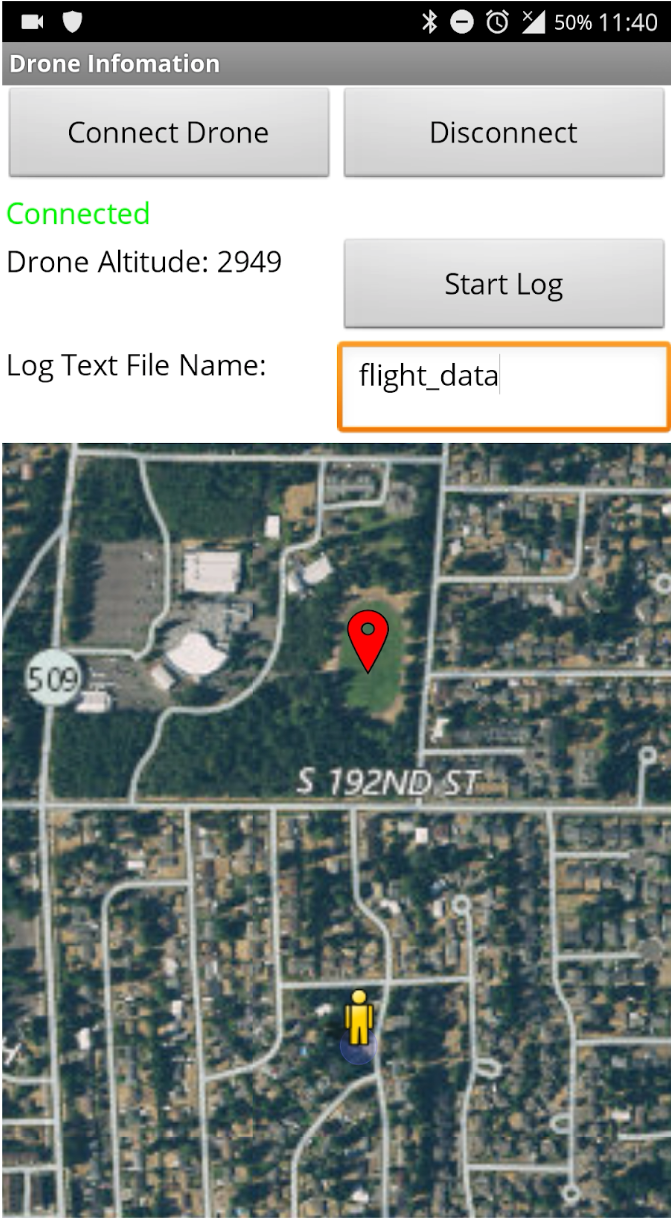 50% 11:40
Drone Infomation
Connect Drone
Disconnect
Connected
Drone Altitude: 2949
Start Log
Log Text File Name:
flight_data
509
S 192ND ST